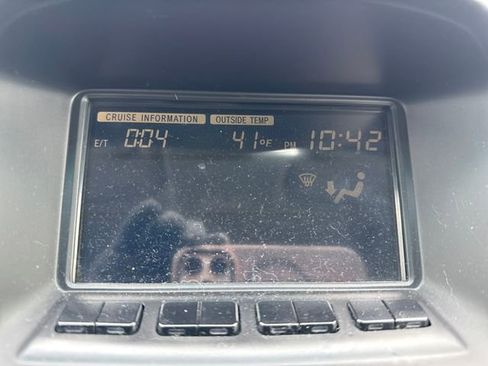 CRUISE INFORMATION OUTSIDE TEMP
E/T 0:04 41°F PM 10:42